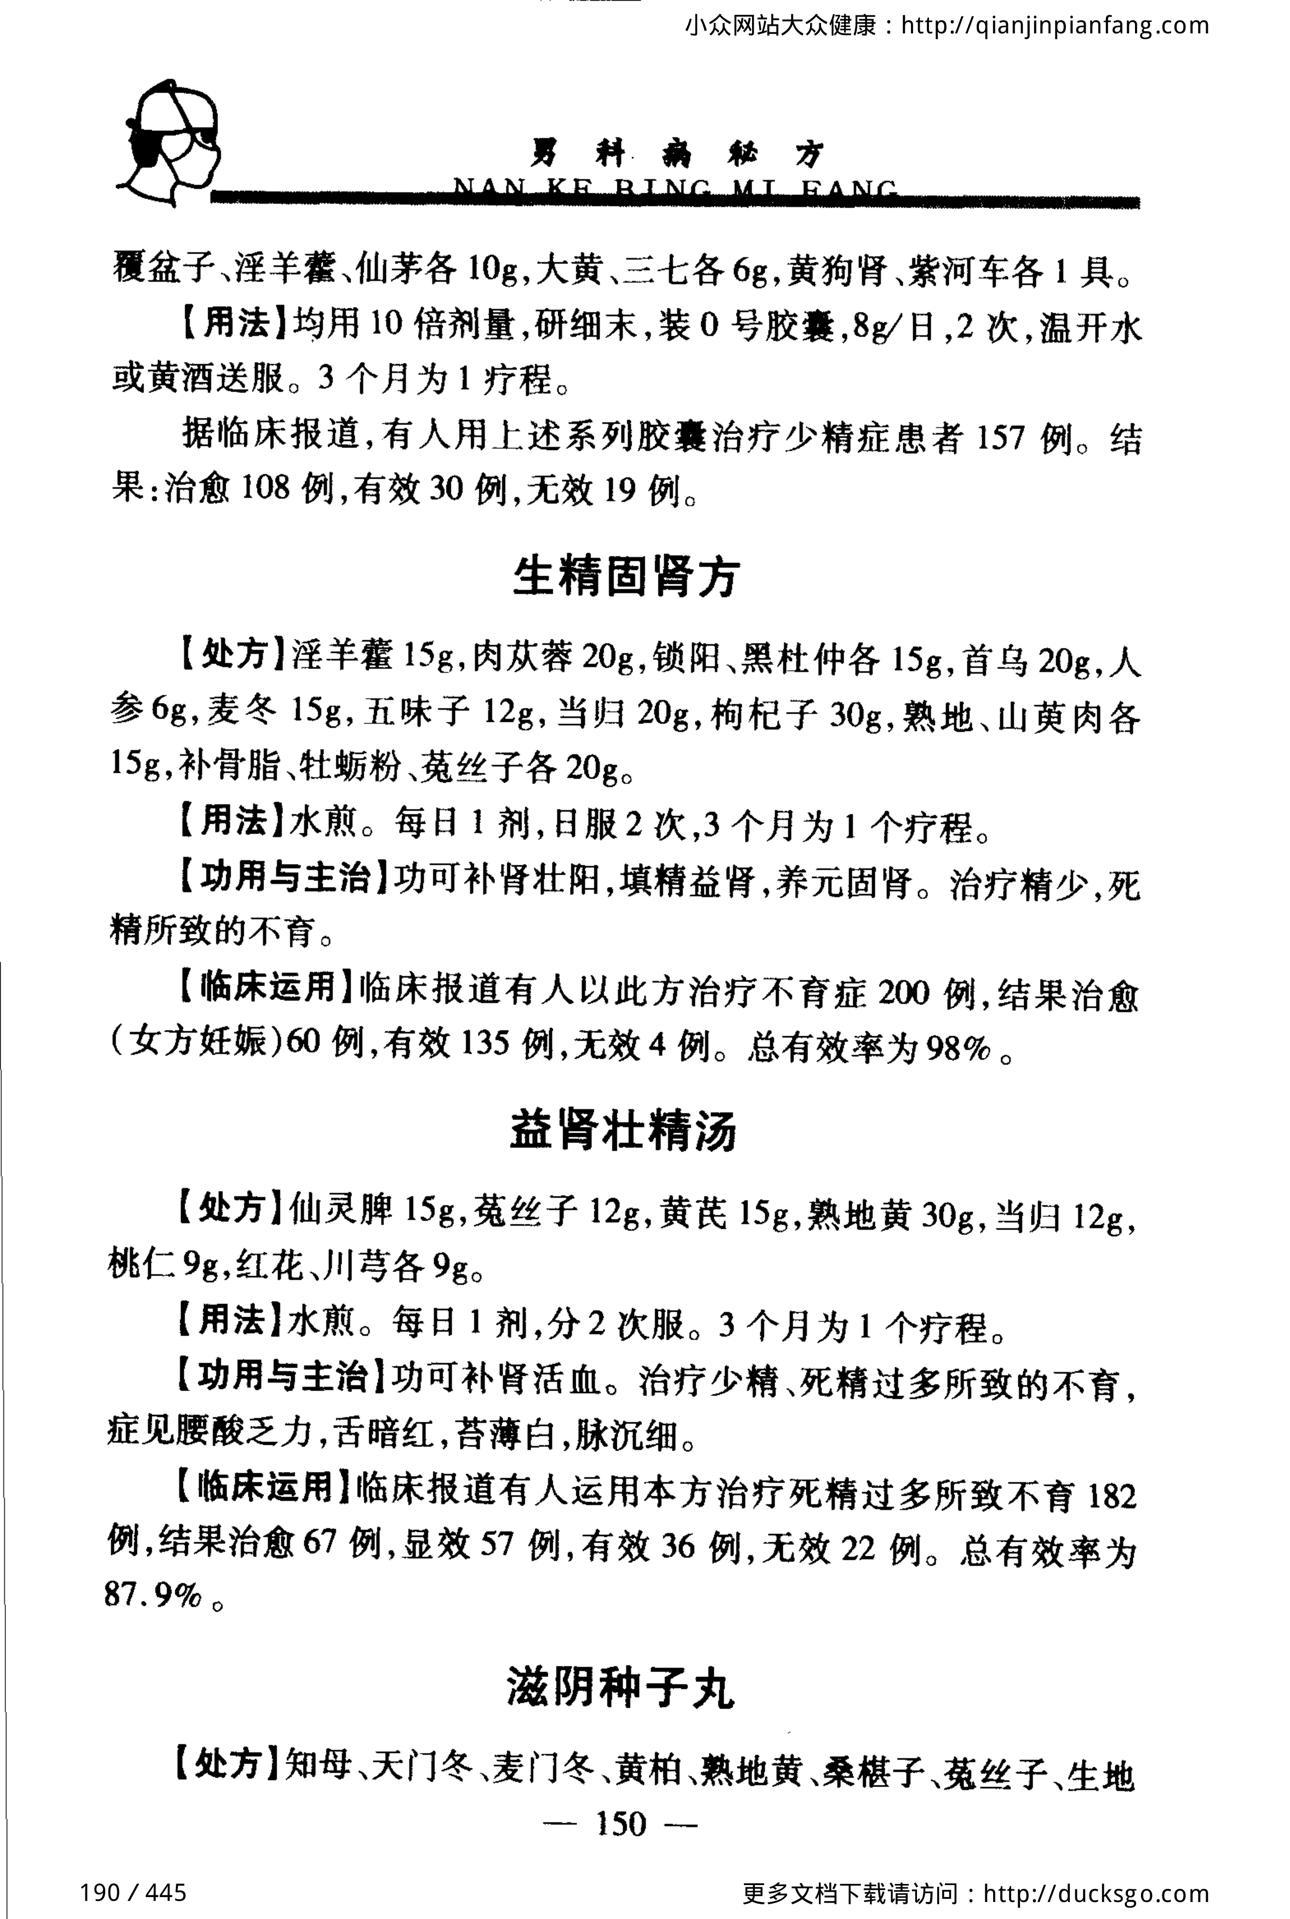 小众网站大众健康：http://qianjinpianfang.com
男科病秘方
NAN KE BING MI FANG
覆盆子、淫羊藿、仙茅各 10g,大黄、三七各 6g,黄狗肾、紫河车各 1 具。
【用法】均用 10 倍剂量,研细末,装 0 号胶囊,8g/日,2 次,温开水
或黄酒送服。3 个月为 1 疗程。
据临床报道,有人用上述系列胶囊治疗少精症患者 157 例。结
果:治愈 108 例,有效 30 例,无效 19 例。
生精固肾方
【处方】淫羊藿 15g,肉苁蓉 20g,锁阳、黑杜仲各 15g,首乌 20g,人
参 6g,麦冬 15g,五味子 12g,当归 20g,枸杞子 30g,熟地、山萸肉各
15g,补骨脂、牡蛎粉、菟丝子各 20g。
【用法】水煎。每日 1 剂,日服 2 次,3 个月为 1 个疗程。
【功用与主治】功可补肾壮阳,填精益肾,养元固肾。治疗精少,死
精所致的不育。
【临床运用】临床报道有人以此方治疗不育症 200 例,结果治愈
(女方妊娠)60 例,有效 135 例,无效 4 例。总有效率为 98%。
益肾壮精汤
【处方】仙灵脾 15g,菟丝子 12g,黄芪 15g,熟地黄 30g,当归 12g,
桃仁 9g,红花、川芎各 9g。
【用法】水煎。每日 1 剂,分 2 次服。3 个月为 1 个疗程。
【功用与主治】功可补肾活血。治疗少精、死精过多所致的不育,
症见腰酸乏力,舌暗红,苔薄白,脉沉细。
【临床运用】临床报道有人运用本方治疗死精过多所致不育 182
例,结果治愈 67 例,显效 57 例,有效 36 例,无效 22 例。总有效率为
87.9%。
滋阴种子丸
【处方】知母、天门冬、麦门冬、黄柏、熟地黄、桑椹子、菟丝子、生地
— 150 —
190 / 445
更多文档下载请访问：http://ducksgo.com